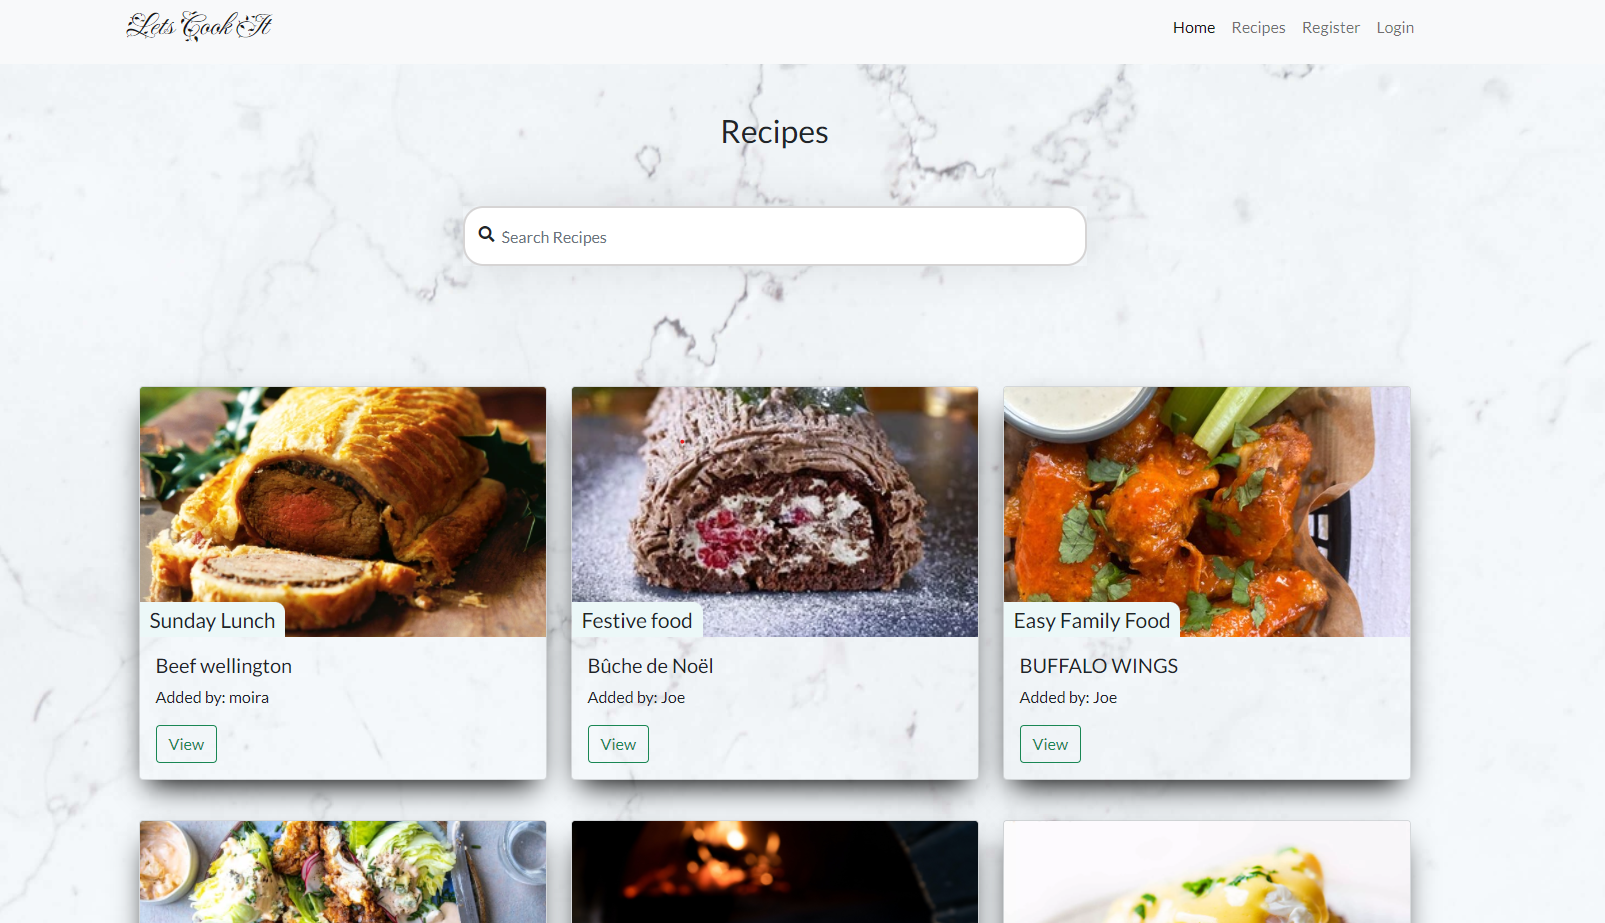 Lets Cook It
Home Recipes Register Login
Recipes
Search Recipes
Sunday Lunch
Beef wellington
Added by: moira
View
Festive food
Bûche de Noël
Added by: Joe
View
Easy Family Food
BUFFALO WINGS
Added by: Joe
View